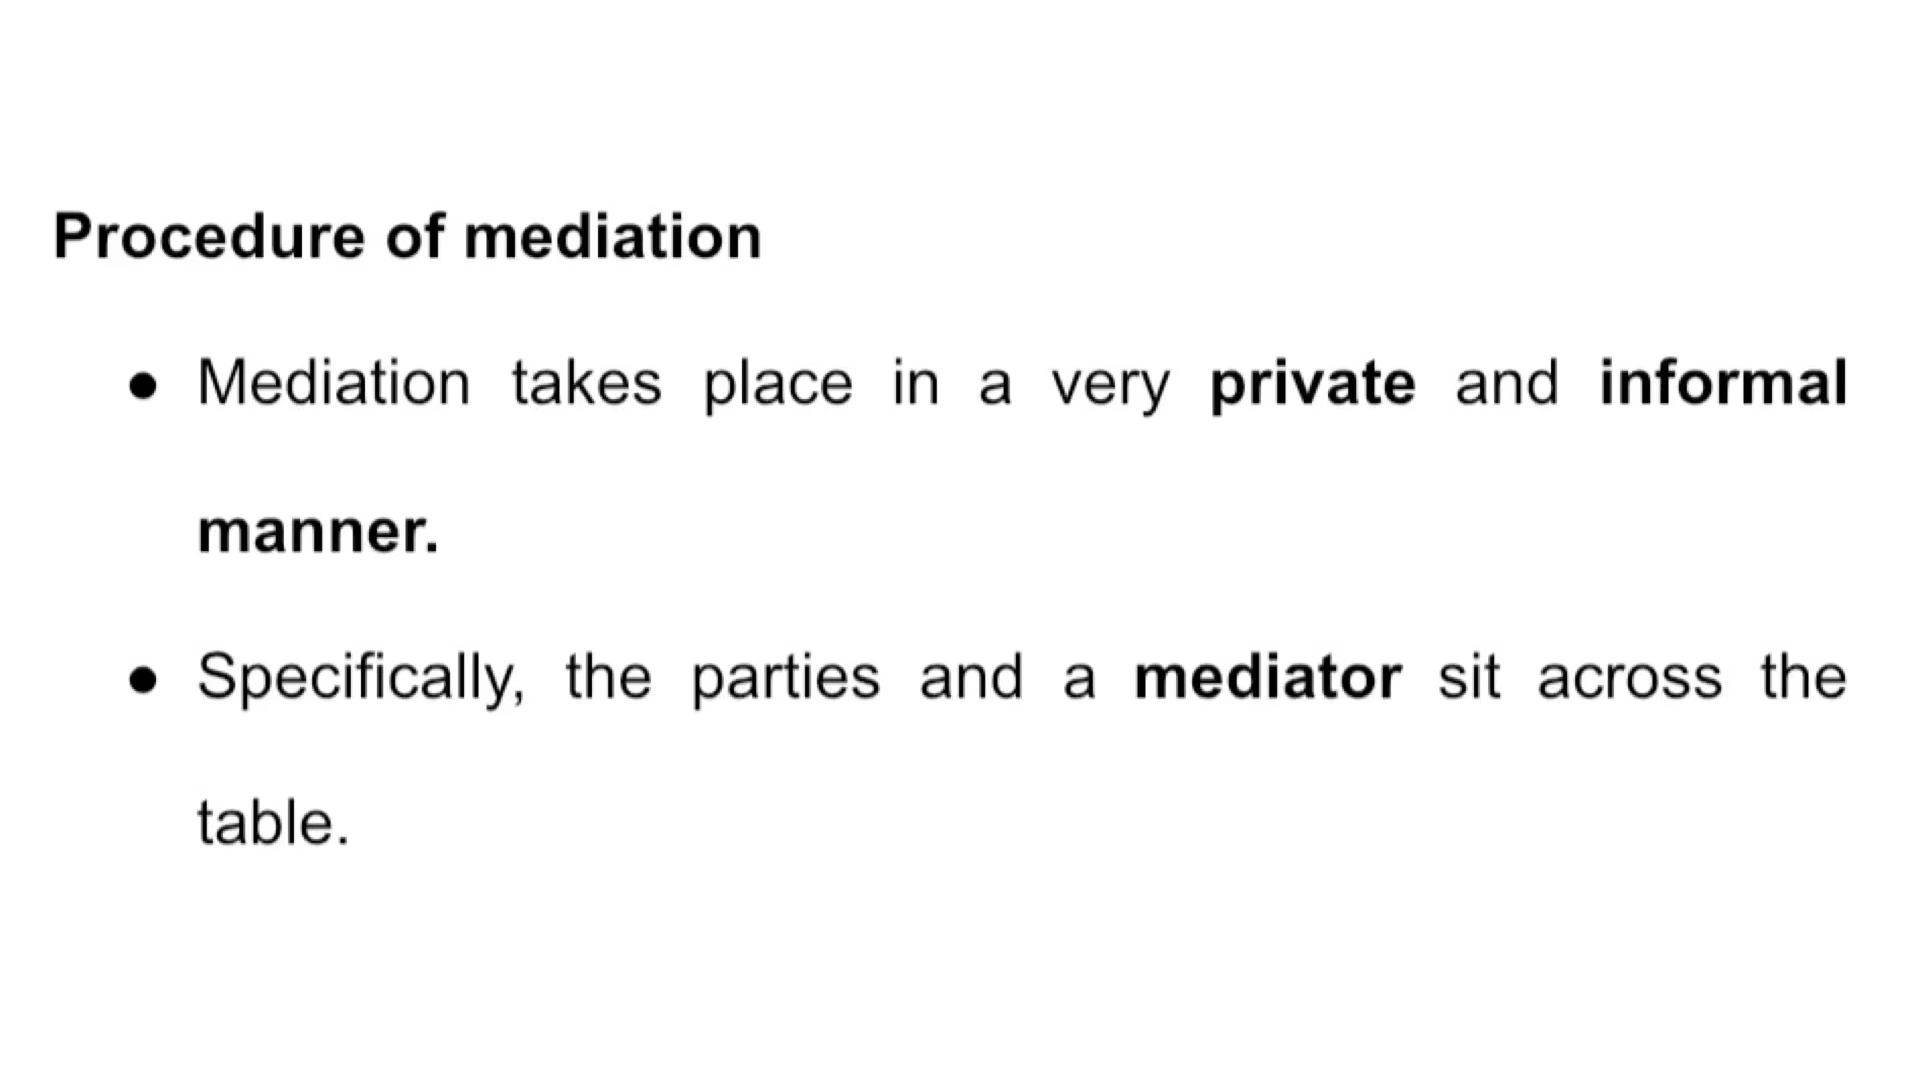 Procedure of mediation
● Mediation takes place in a very private and informal
manner.
● Specifically, the parties and a mediator sit across the
table.